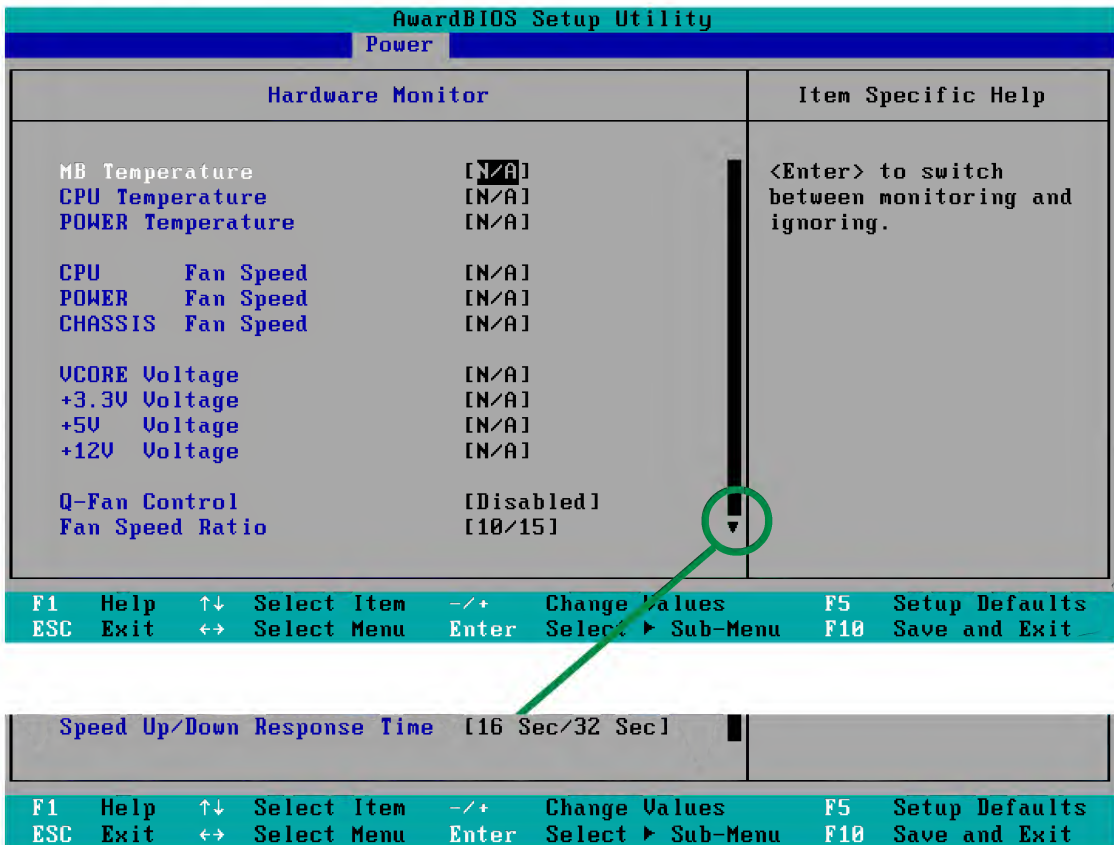 AwardBIOS Setup Utility
Power
Hardware Monitor
Item Specific Help
MB Temperature [N/A]
CPU Temperature [N/A]
POWER Temperature [N/A]
CPU Fan Speed [N/A]
POWER Fan Speed [N/A]
CHASSIS Fan Speed [N/A]
VCORE Voltage [N/A]
+3.3V Voltage [N/A]
+5V Voltage [N/A]
+12V Voltage [N/A]
Q-Fan Control [Disabled]
Fan Speed Ratio [10/15]
<Enter> to switch
between monitoring and
ignoring.
F1 Help ↑↓ Select Item -/+ Change Values F5 Setup Defaults
ESC Exit ↔ Select Menu Enter Select ▶ Sub-Menu F10 Save and Exit
Speed Up/Down Response Time [16 Sec/32 Sec]
F1 Help ↑↓ Select Item -/+ Change Values F5 Setup Defaults
ESC Exit ↔ Select Menu Enter Select ▶ Sub-Menu F10 Save and Exit